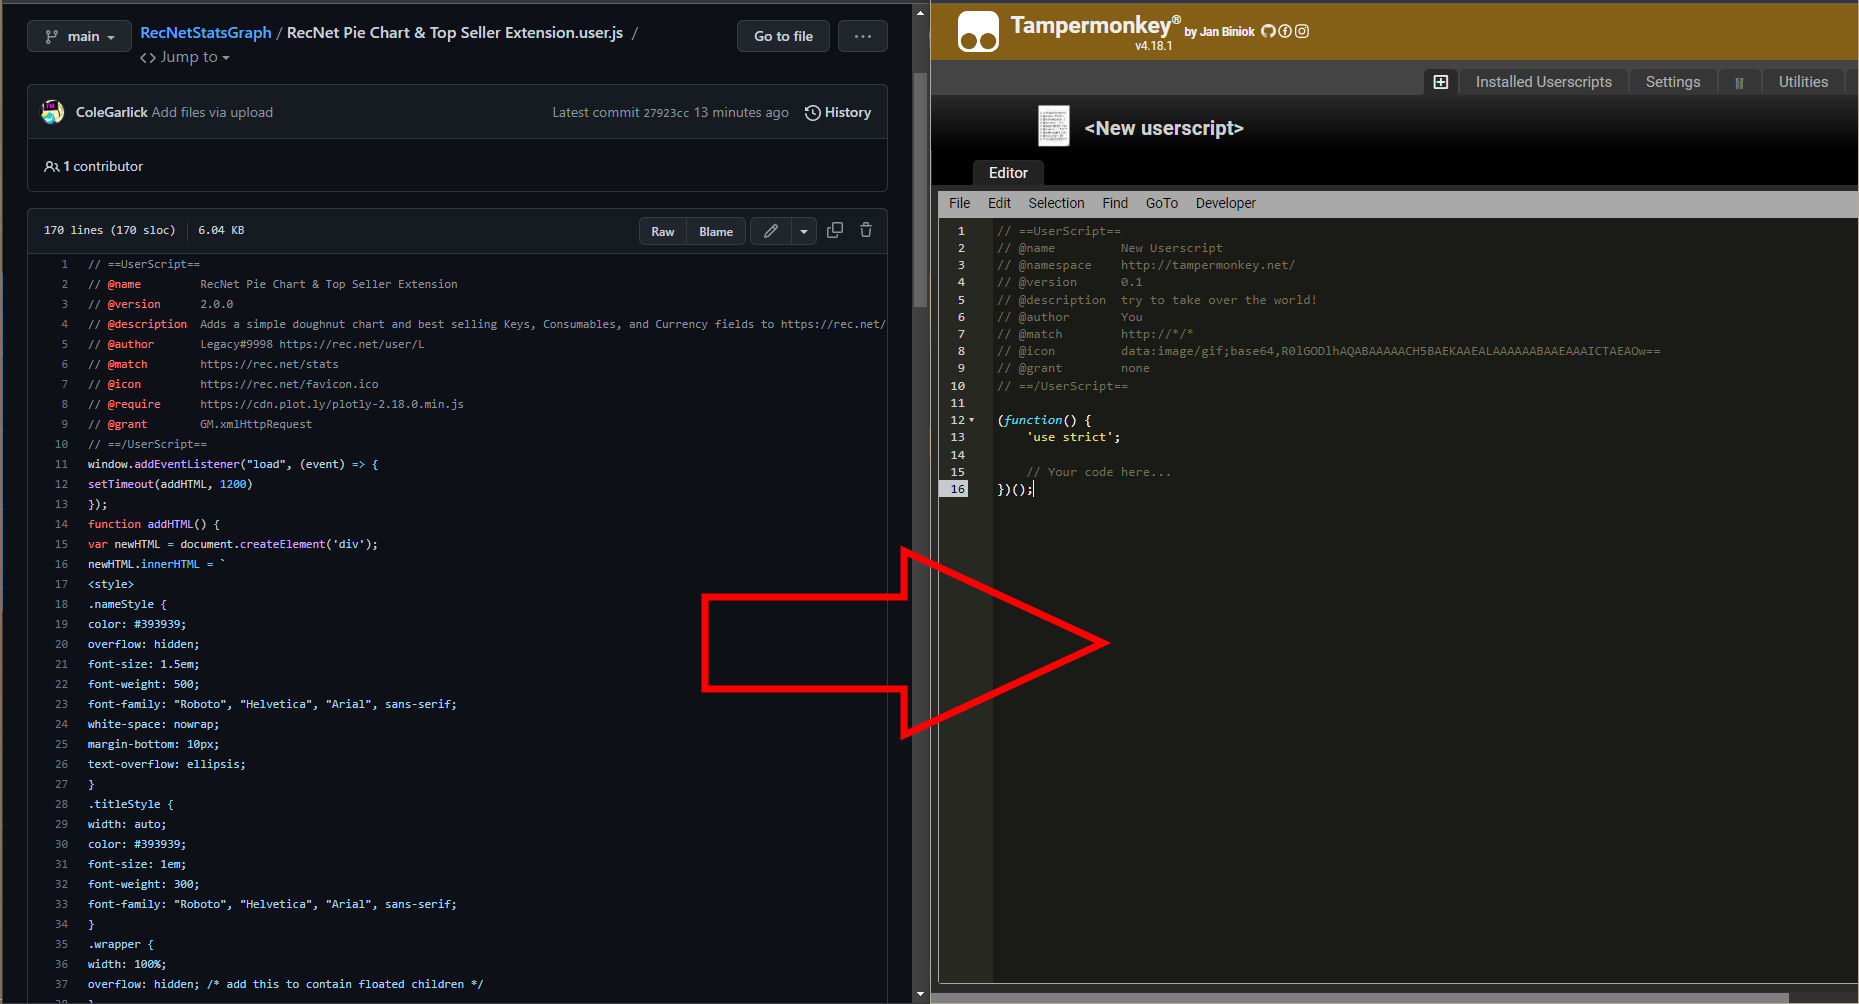 main
RecNetStatsGraph / RecNet Pie Chart & Top Seller Extension.user.js /
<> Jump to
Go to file
...
ColeGarlick Add files via upload
Latest commit 27923cc 13 minutes ago
History
1 contributor
170 lines (170 sloc)
6.04 KB
Raw
Blame
1 // ==UserScript==
2 // @name RecNet Pie Chart & Top Seller Extension
3 // @version 2.0.0
4 // @description Adds a simple doughnut chart and best selling Keys, Consumables, and Currency fields to https://rec.net/
5 // @author Legacy#9998 https://rec.net/user/L
6 // @match https://rec.net/stats
7 // @icon https://rec.net/favicon.ico
8 // @require https://cdn.plot.ly/plotly-2.18.0.min.js
9 // @grant GM.xmlHttpRequest
10 // ==/UserScript==
11 window.addEventListener("load", (event) => {
12 setTimeout(addHTML, 1200)
13 });
14 function addHTML() {
15 var newHTML = document.createElement('div');
16 newHTML.innerHTML = `
17 <style>
18 .nameStyle {
19 color: #393939;
20 overflow: hidden;
21 font-size: 1.5em;
22 font-weight: 500;
23 font-family: "Roboto", "Helvetica", "Arial", sans-serif;
24 white-space: nowrap;
25 margin-bottom: 10px;
26 text-overflow: ellipsis;
27 }
28 .titleStyle {
29 width: auto;
30 color: #393939;
31 font-size: 1em;
32 font-weight: 300;
33 font-family: "Roboto", "Helvetica", "Arial", sans-serif;
34 }
35 .wrapper {
36 width: 100%;
37 overflow: hidden; /* add this to contain floated children */
Tampermonkey® by Jan Biniok
v4.18.1
Installed Userscripts
Settings
Utilities
<New userscript>
Editor
File Edit Selection Find GoTo Developer
1 // ==UserScript==
2 // @name New Userscript
3 // @namespace http://tampermonkey.net/
4 // @version 0.1
5 // @description try to take over the world!
6 // @author You
7 // @match http://*/*
8 // @icon data:image/gif;base64,R0lGODlhAQABAAAAACH5BAEKAAEALAAAAAABAAEAAAICTAEAOw==
9 // @grant none
10 // ==/UserScript==
11
12 (function() {
13 'use strict';
14
15 // Your code here...
16 })();